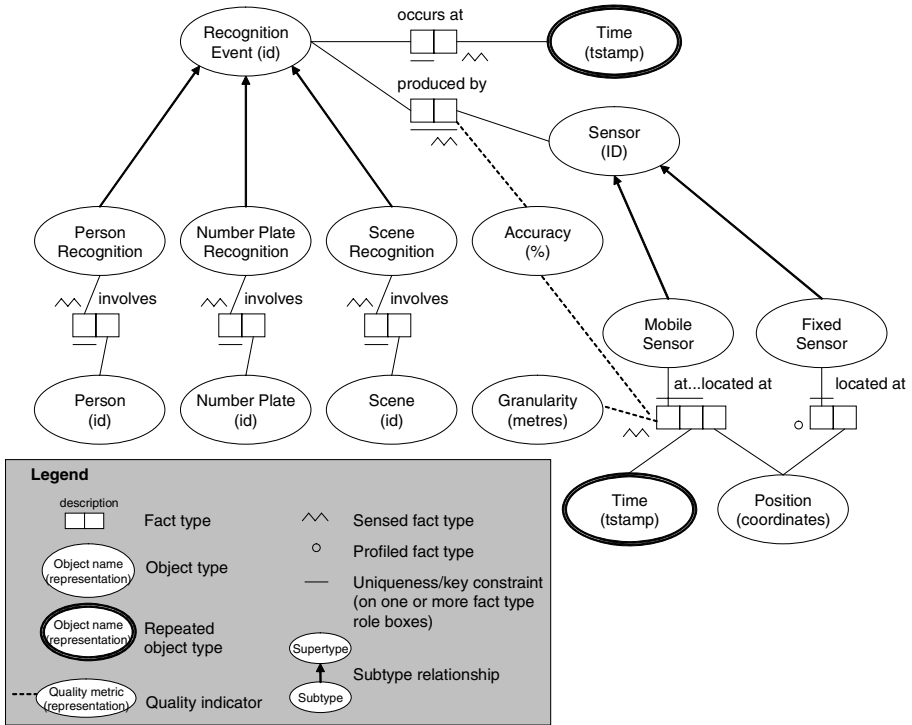 occurs at
Recognition
Event (id)
Time
(tstamp)
produced by
Sensor
(ID)
Person
Recognition
Number Plate
Recognition
Scene
Recognition
Accuracy
(%)
involves
involves
involves
Mobile
Sensor
Fixed
Sensor
at...located at
located at
Person
(id)
Number Plate
(id)
Scene
(id)
Granularity
(metres)
Time
(tstamp)
Position
(coordinates)
Legend
description
Fact type
Object name
(representation)
Object type
Object name
(representation)
Repeated
object type
Quality metric
(representation)
Quality indicator
Sensed fact type
Profiled fact type
Uniqueness/key constraint
(on one or more fact type
role boxes)
Supertype
Subtype relationship
Subtype